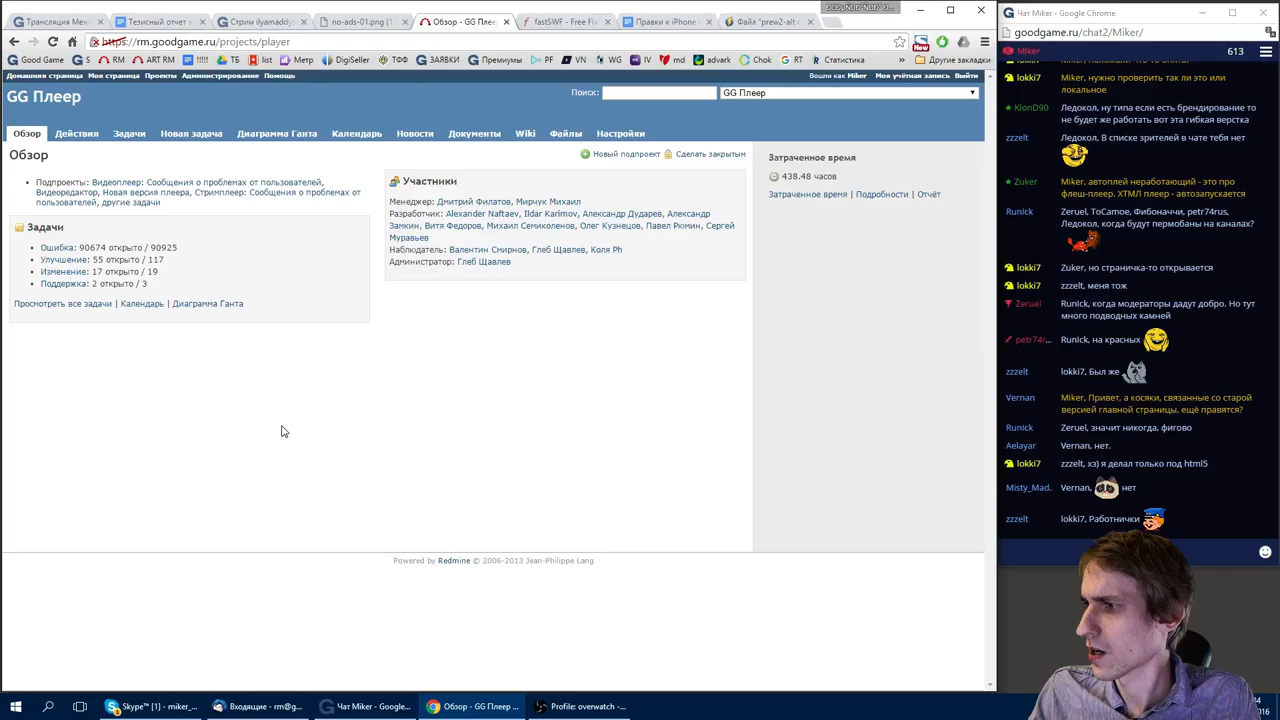 Трансляция Мен
Тезисный отчет з
Стрим ilyamaddys
no-ads-01.png (303
Обзор - GG Плее
fastSWF - Free Fl
Правки к iPhone
Файл "prew2-alt
https://rm.goodgame.ru/projects/player
Good Game
RM
ART RM
!!!!!
ТБ
list
Metp
DigiSeller
ТФФ
ЗАЯВКИ
Премиумы
PF
VN
WG
IV
md
advark
Chok
RT
Статистика
»
Другие закладки
Домашняя страница Моя страница Проекты Администрирование Помощь
Вошли как Miker Моя учётная запись Выйти
GG Плеер
Поиск:
GG Плеер
Обзор Действия Задачи Новая задача Диаграмма Ганта Календарь Новости Документы Wiki Файлы Настройки
Обзор
Новый подпроект Сделать закрытым
Подпроекты: Видеоплеер: Сообщения о проблемах от пользователей,
Видеоредактор, Новая версия плеера, Стримплеер: Сообщения о проблемах от
пользователей, другие задачи
Задачи
Ошибка: 90674 открыто / 90925
Улучшение: 55 открыто / 117
Изменение: 17 открыто / 19
Поддержка: 2 открыто / 3
Просмотреть все задачи | Календарь | Диаграмма Ганта
Участники
Менеджер: Дмитрий Филатов, Мирчук Михаил
Разработчик: Alexander Naftaev, Ildar Karimov, Александр Дударев, Александр
Замкин, Витя Федоров, Михаил Семиколенов, Олег Кузнецов, Павел Рюмин, Сергей
Муравьев
Наблюдатель: Валентин Смирнов, Глеб Щавлев, Коля Ph
Администратор: Глеб Щавлев
Затраченное время
438.48 часов
Затраченное время | Подробности | Отчёт
Powered by Redmine © 2006-2013 Jean-Philippe Lang
Чат Miker - Google Chrome
goodgame.ru/chat2/Miker/
Miker
613
lokki7 Miker, нужно проверить так ли это или
локальное
KlonD90 Ледокол, ну типа если есть брендирование то
не будет же работать вот эта гибкая верстка
zzzelt Ледокол, В списке зрителей в чате тебя нет
Zuker Miker, автоплей неработающий - это про
флеш-плеер. ХТМЛ плеер - автозапускается
RunIck Zeruel, ToCamoe, Фибоначчи, petr74rus,
Ледокол, когда будут пермобаны на каналах?
lokki7 Zuker, но страничка-то открывается
lokki7 zzzelt, меня тож
Zeruel RunIck, когда модераторы дадут добро. Но тут
много подводных камней
petr74r... RunIck, на красных
zzzelt lokki7, Был же
Vernan Miker, Привет, а косяки, связанные со старой
версией главной страницы, ещё правятся?
RunIck Zeruel, значит никогда, фигово
Aelayar Vernan, нет.
lokki7 zzzelt, хз) я делал только под html5
Misty_Mad... Vernan, нет
zzzelt lokki7, Работнички
Skype™ [1] - miker_...
Входящие - rm@g...
Чат Miker - Google...
Обзор - GG Плее ...
Profile: overwatch -...